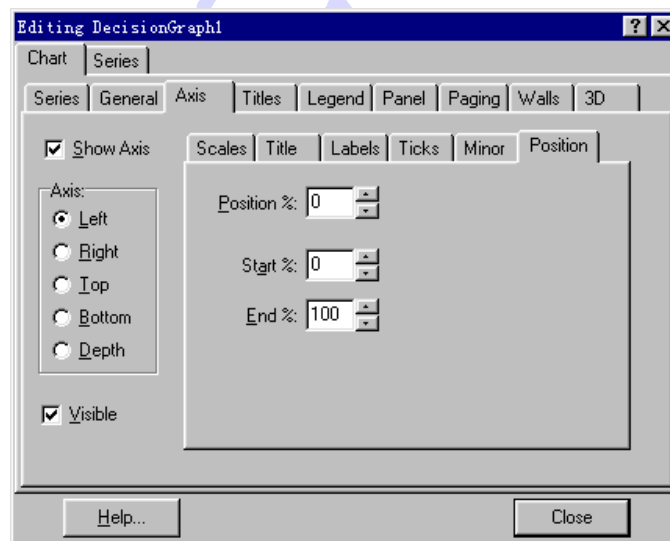 Editing DecisionGraph1
Chart Series
Series General Axis Titles Legend Panel Paging Walls 3D
Show Axis
Scales Title Labels Ticks Minor Position
Axis:
Left
Right
Top
Bottom
Depth
Position %: 0
Start %: 0
End %: 100
Visible
Help...
Close